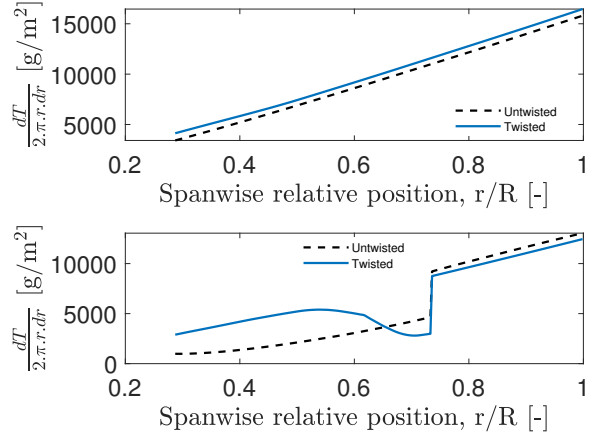 15000
10000
5000
0.2 0.4 0.6 0.8 1
dT/2.π.r.dr [g/m²]
Untwisted
Twisted
Spanwise relative position, r/R [-]
10000
5000
0
0.2 0.4 0.6 0.8 1
dT/2.π.r.dr [g/m²]
Untwisted
Twisted
Spanwise relative position, r/R [-]